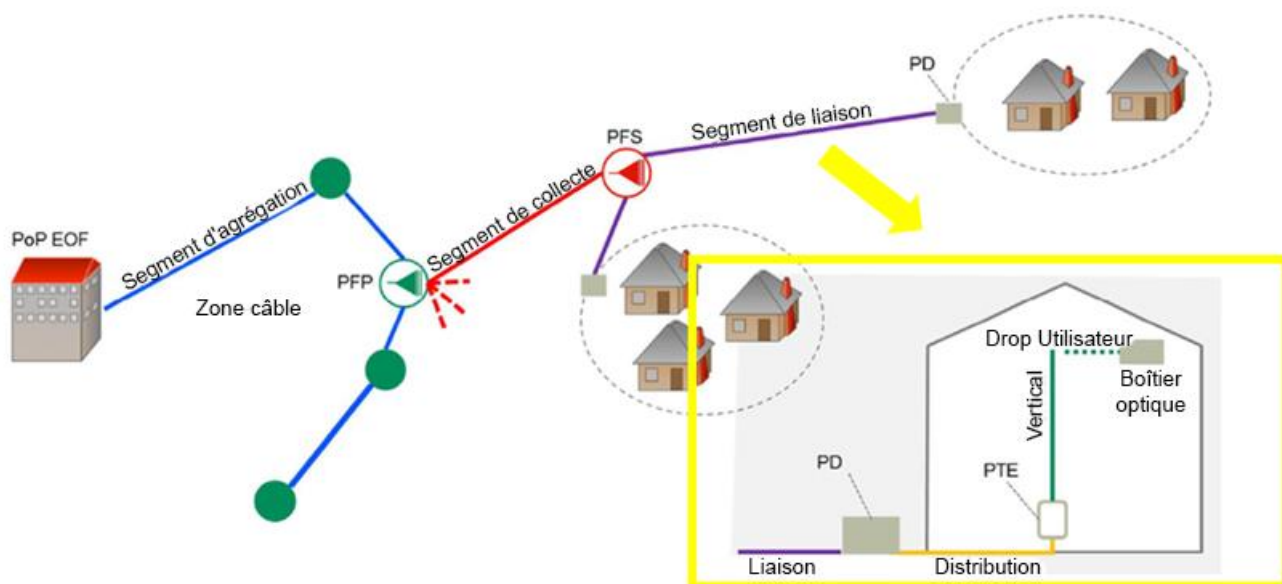 PD
Segment de liaison
PFS
Segment de collecte
Segment d'agrégation
PoP EOF
PFP
Zone câble
Drop Utilisateur
Boîtier
optique
Vertical
PD
PTE
Liaison
Distribution